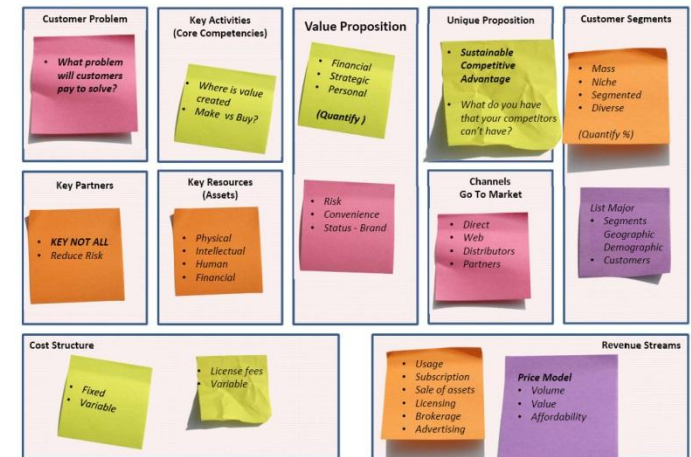 Customer Problem
What problem
will customers
pay to solve?
Key Activities
(Core Competencies)
Where is value
created
Make vs Buy?
Value Proposition
Financial
Strategic
Personal
(Quantify )
Risk
Convenience
Status - Brand
Unique Proposition
Sustainable
Competitive
Advantage
What do you have
that your competitors
can't have?
Customer Segments
Mass
Niche
Segmented
Diverse
(Quantify %)
List Major
Segments
Geographic
Demographic
Customers
Key Partners
KEY NOT ALL
Reduce Risk
Key Resources
(Assets)
Physical
Intellectual
Human
Financial
Channels
Go To Market
Direct
Web
Distributors
Partners
Cost Structure
Fixed
Variable
License fees
Variable
Revenue Streams
Usage
Subscription
Sale of assets
Licensing
Brokerage
Advertising
Price Model
Volume
Value
Affordability